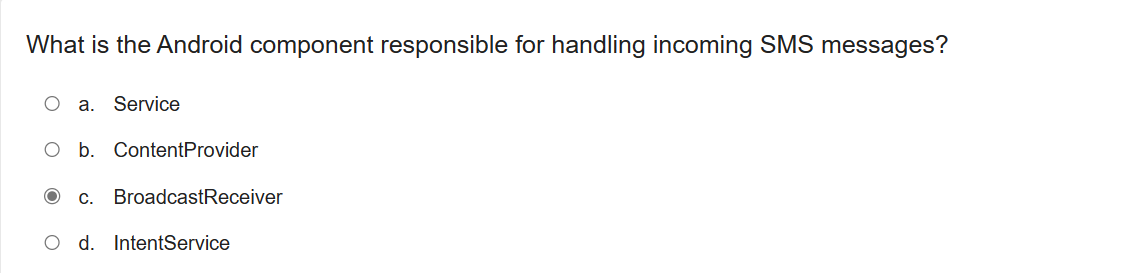 What is the Android component responsible for handling incoming SMS messages?
a. Service
b. ContentProvider
c. BroadcastReceiver
d. IntentService